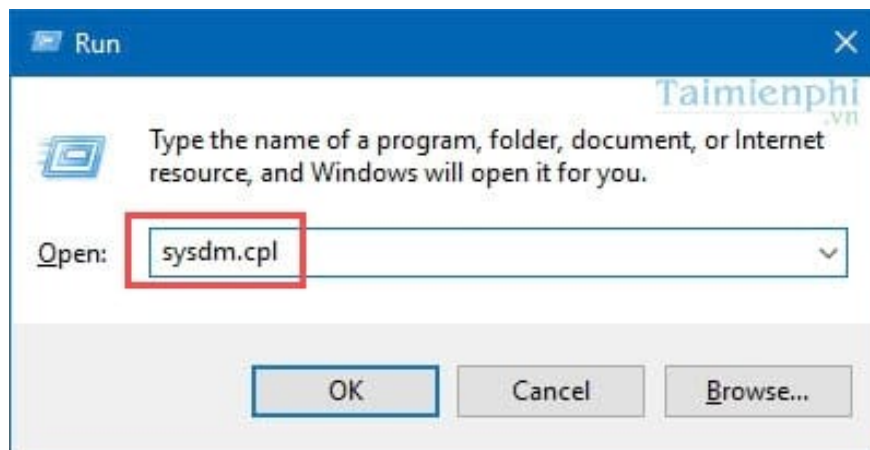 Run
Taimienphi
.vn
Type the name of a program, folder, document, or Internet
resource, and Windows will open it for you.
Open: sysdm.cpl
OK Cancel Browse...